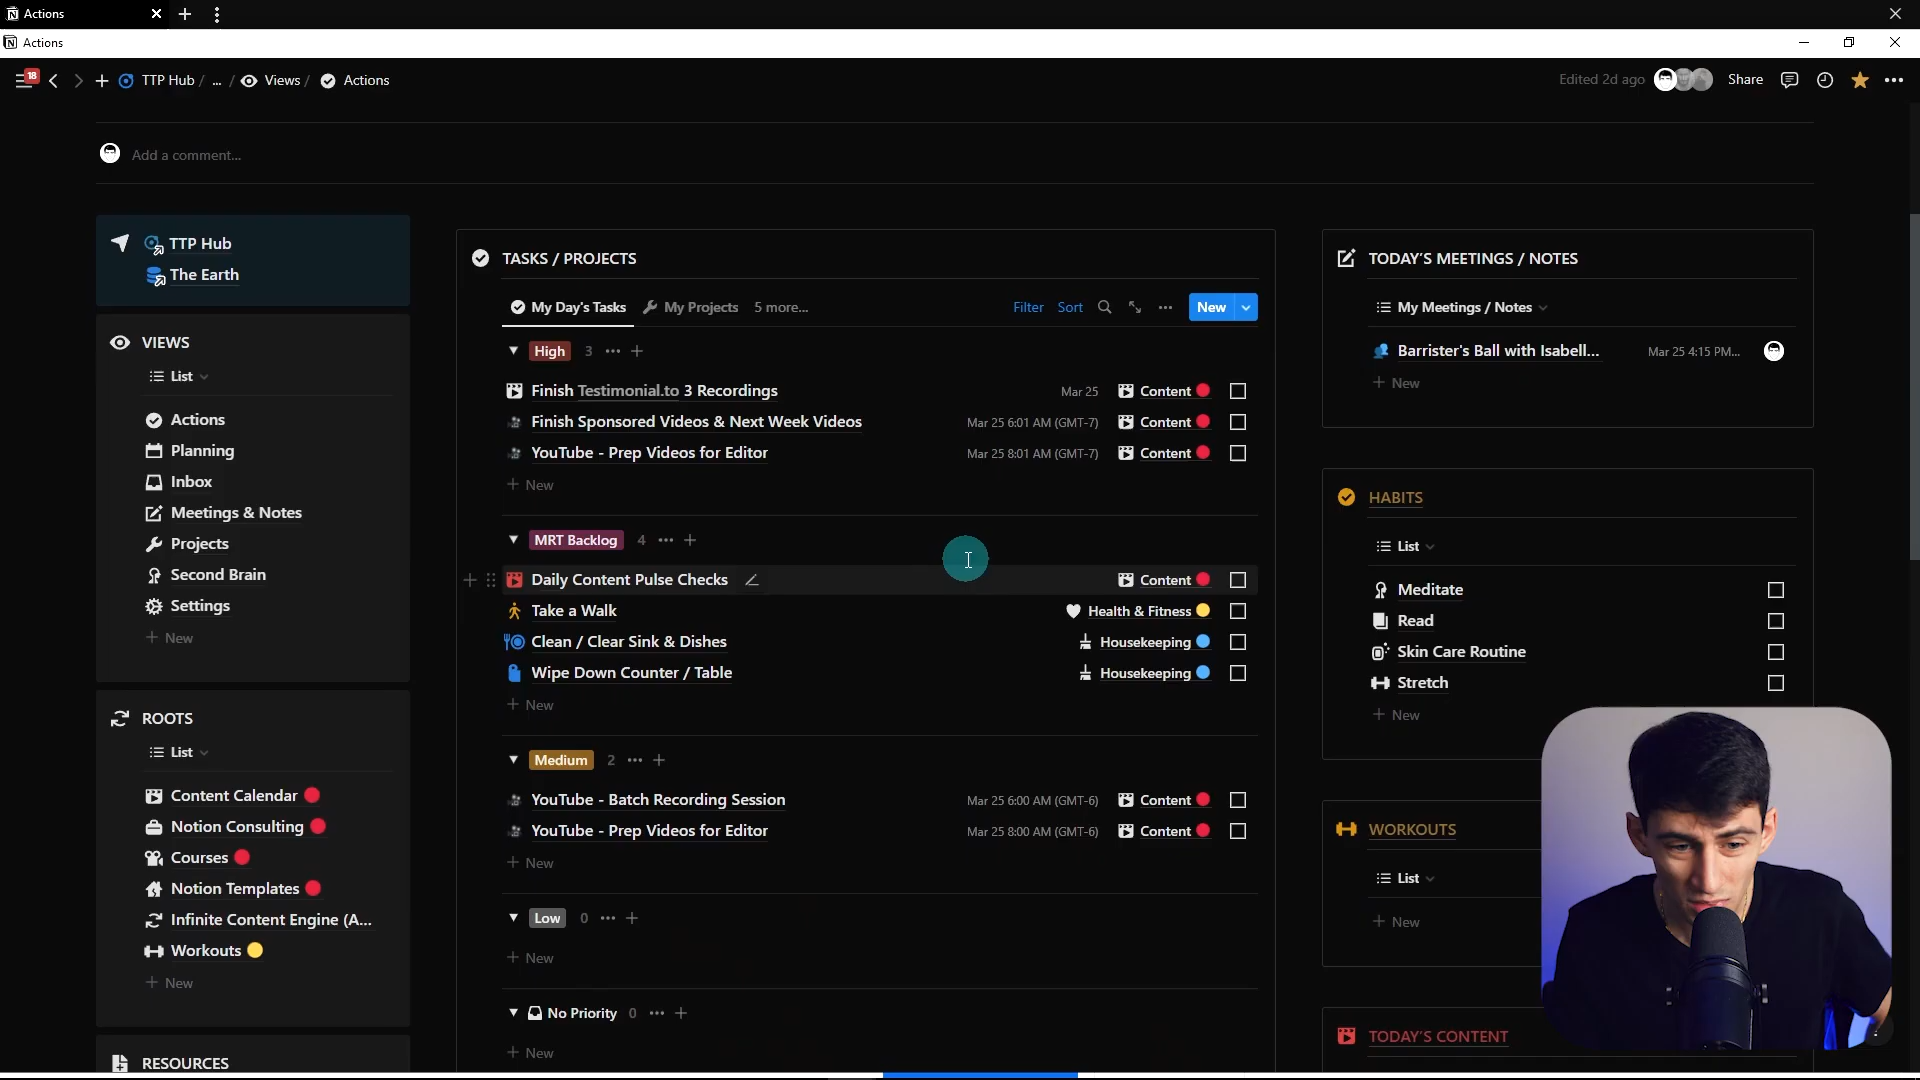 Actions
Actions
18
TTP Hub / ... / Views / Actions
Edited 2d ago
Share
Add a comment...
TTP Hub
The Earth
VIEWS
List
Actions
Planning
Inbox
Meetings & Notes
Projects
Second Brain
Settings
New
ROOTS
List
Content Calendar
Notion Consulting
Courses
Notion Templates
Infinite Content Engine (A...
Workouts
New
RESOURCES
TASKS / PROJECTS
My Day's Tasks My Projects 5 more...
Filter Sort New
High 3
Finish Testimonial.to 3 Recordings Mar 25 Content
Finish Sponsored Videos & Next Week Videos Mar 25 6:01 AM (GMT-7) Content
YouTube - Prep Videos for Editor Mar 25 8:01 AM (GMT-7) Content
New
MRT Backlog 4
Daily Content Pulse Checks Content
Take a Walk Health & Fitness
Clean / Clear Sink & Dishes Housekeeping
Wipe Down Counter / Table Housekeeping
New
Medium 2
YouTube - Batch Recording Session Mar 25 6:00 AM (GMT-6) Content
YouTube - Prep Videos for Editor Mar 25 8:00 AM (GMT-6) Content
New
Low 0
New
No Priority 0
New
TODAY'S MEETINGS / NOTES
My Meetings / Notes
Barrister's Ball with Isabell... Mar 25 4:15 PM...
New
HABITS
List
Meditate
Read
Skin Care Routine
Stretch
New
WORKOUTS
List
New
TODAY'S CONTENT